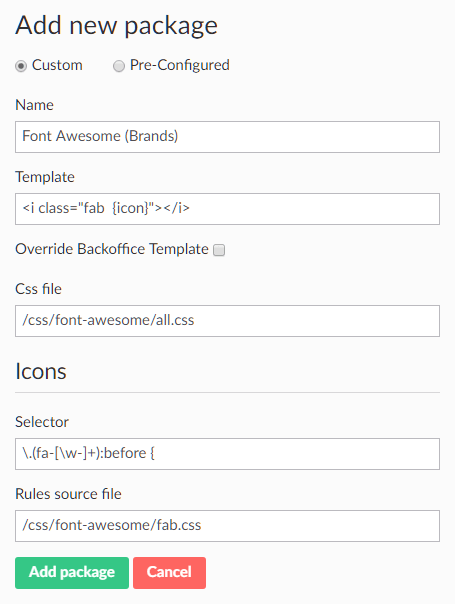 Add new package
Custom Pre-Configured
Name
Font Awesome (Brands)
Template
<i class="fab  {icon}"></i>
Override Backoffice Template
Css file
/css/font-awesome/all.css
Icons
Selector
\.(fa-[\w-]+):before {
Rules source file
/css/font-awesome/fab.css
Add package Cancel